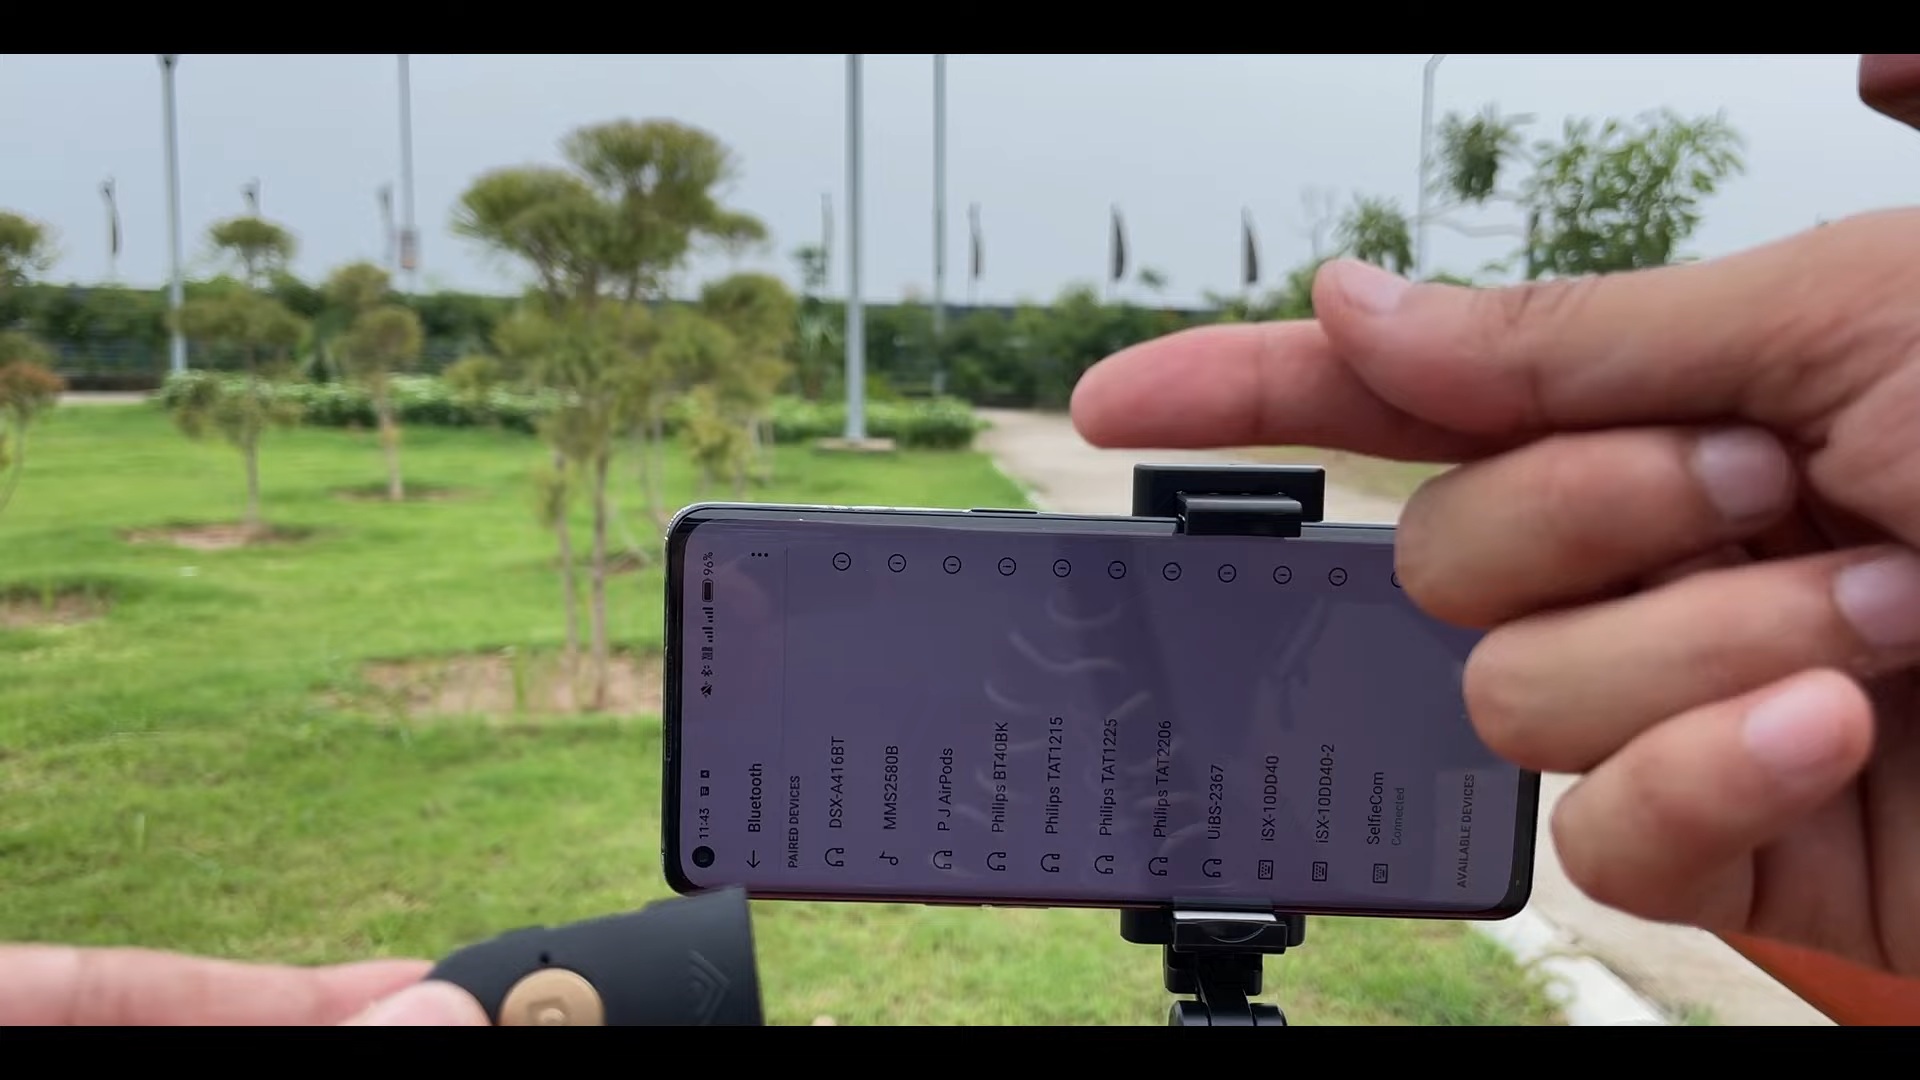 11:43
96%
Bluetooth
PAIRED DEVICES
DSX-A416BT
MMS2580B
P J AirPods
Philips BT40BK
Philips TAT1215
Philips TAT1225
Philips TAT2206
UiBS-2367
iSX-10DD40
iSX-10DD40-2
SelfieCom
Connected
AVAILABLE DEVICES